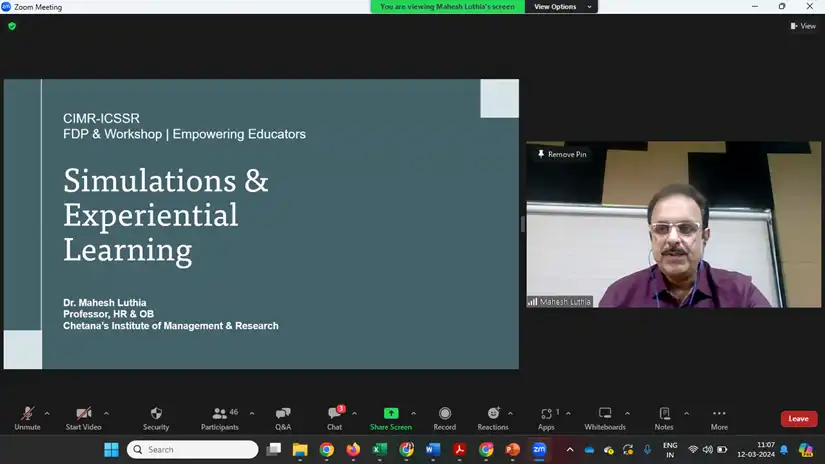 Zoom Meeting
You are viewing Mahesh Luthia's screen
View Options
View
CIMR-ICSSR
FDP & Workshop | Empowering Educators
Simulations &
Experiential
Learning
Dr. Mahesh Luthia
Professor, HR & OB
Chetana's Institute of Management & Research
Remove Pin
Mahesh Luthia
46
3
1
Unmute
Start Video
Security
Participants
Q&A
Chat
Share Screen
Record
Reactions
Apps
Whiteboards
Notes
More
Leave
Search
ENG
IN
11:07
12-03-2024